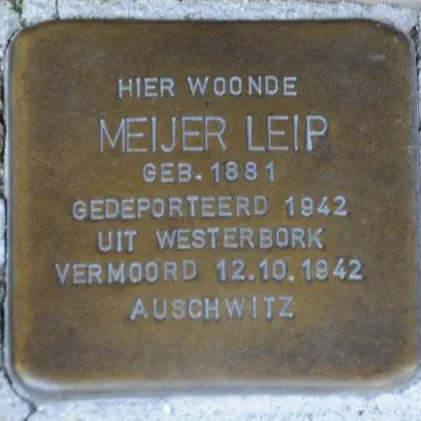 HIER WOONDE
MEIJER LEIP
GEB. 1881
GEDEPORTEERD 1942
UIT WESTERBORK
VERMOORD 12.10.1942
AUSCHWITZ